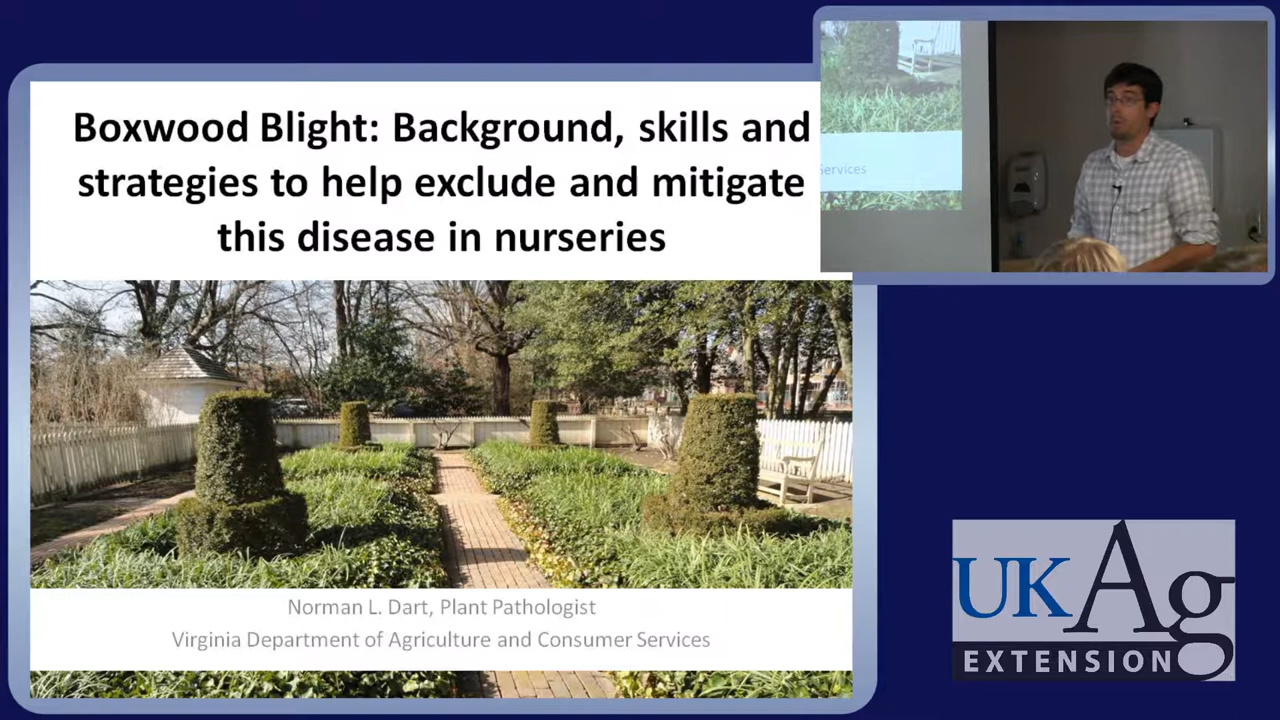 Boxwood Blight: Background, skills and
strategies to help exclude and mitigate
this disease in nurseries
Norman L. Dart, Plant Pathologist
Virginia Department of Agriculture and Consumer Services
Services
UKAg
EXTENSION